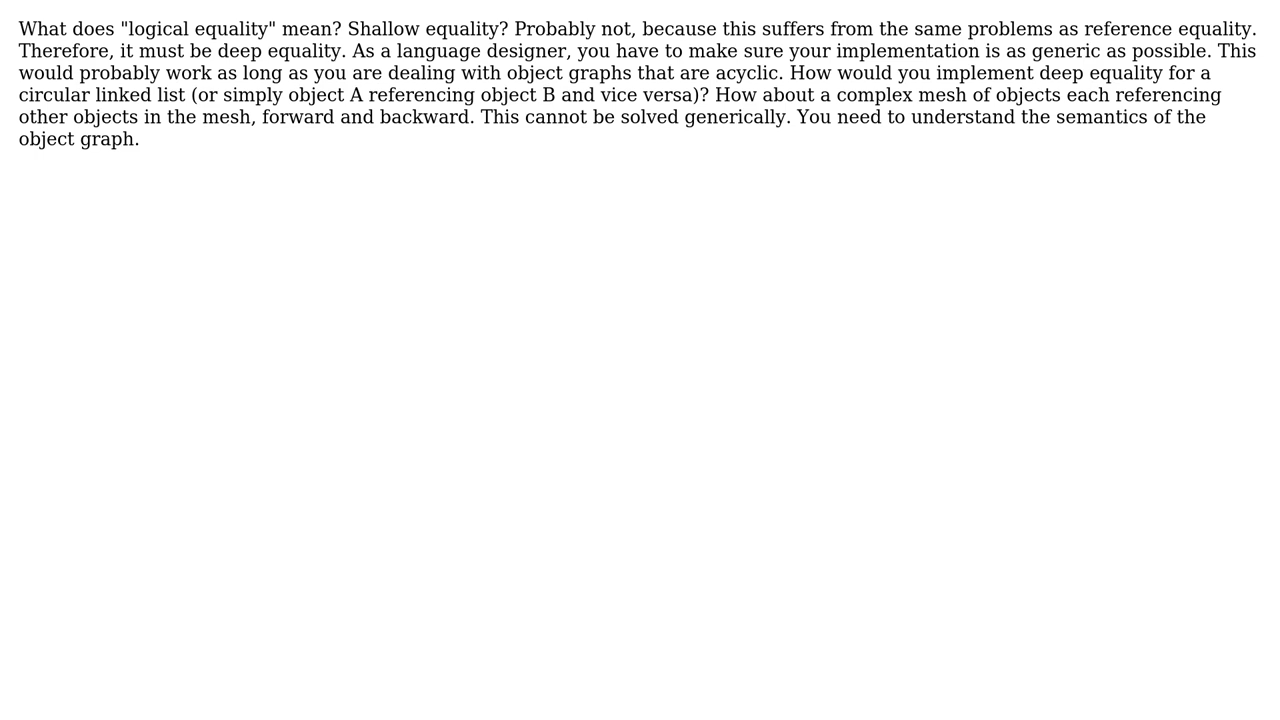 What does "logical equality" mean? Shallow equality? Probably not, because this suffers from the same problems as reference equality.
Therefore, it must be deep equality. As a language designer, you have to make sure your implementation is as generic as possible. This
would probably work as long as you are dealing with object graphs that are acyclic. How would you implement deep equality for a
circular linked list (or simply object A referencing object B and vice versa)? How about a complex mesh of objects each referencing
other objects in the mesh, forward and backward. This cannot be solved generically. You need to understand the semantics of the
object graph.